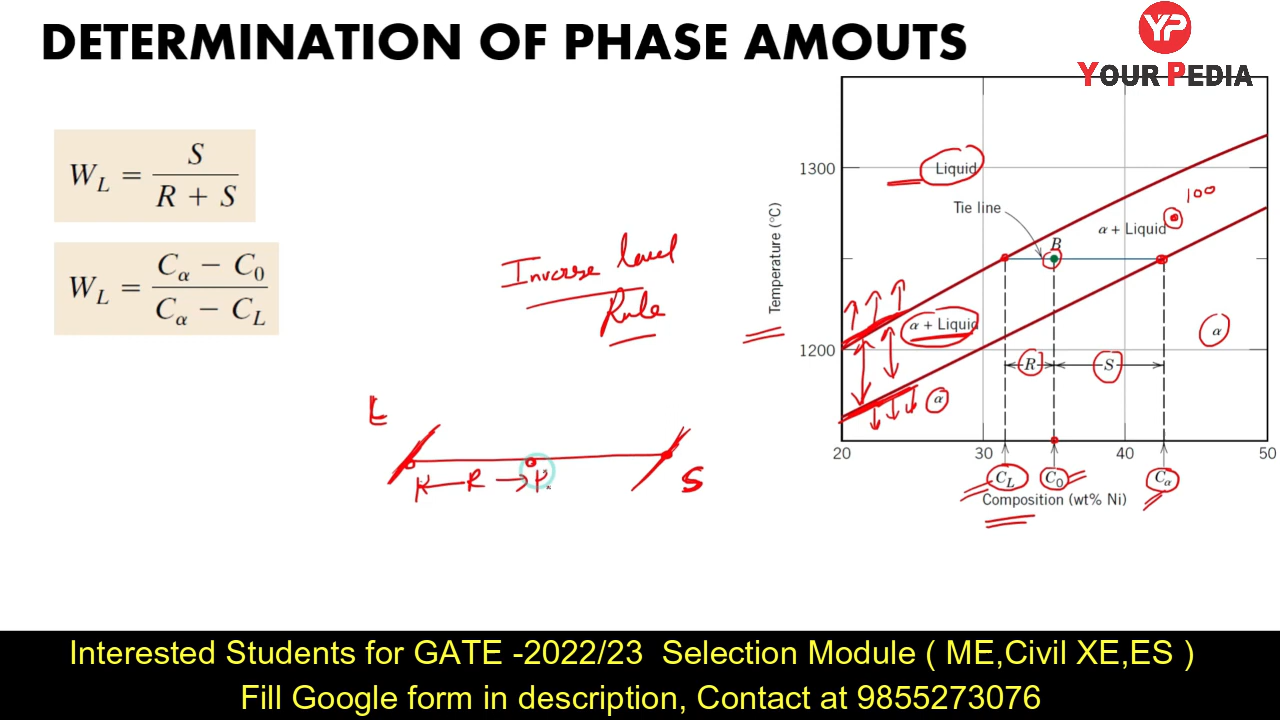 DETERMINATION OF PHASE AMOUTS
YP
YOUR PEDIA
W_L = S / (R + S)
W_L = (C_α − C_0) / (C_α − C_L)
Inverse level
Rule
L
R
S
Temperature (°C)
1300
1200
Liquid
Tie line
B
α + Liquid
100
α + Liquid
α
α
R
S
20
30
40
50
C_L
C_0
C_α
Composition (wt% Ni)
Interested Students for GATE -2022/23 Selection Module ( ME,Civil XE,ES )
Fill Google form in description, Contact at 9855273076